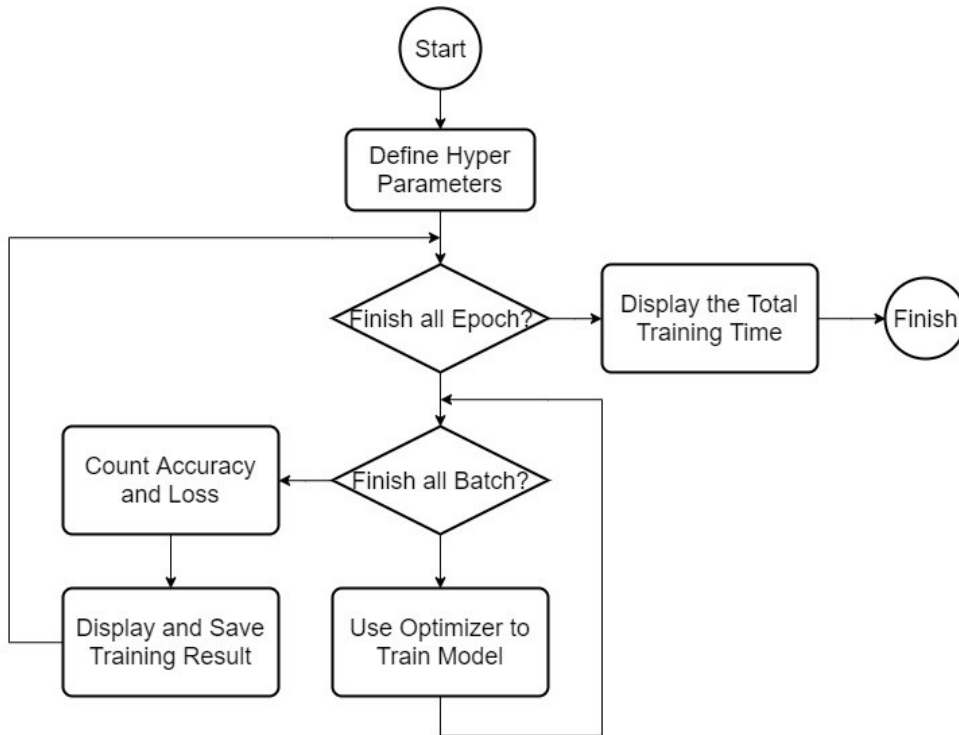 Start
Define Hyper
Parameters
Finish all Epoch?
Display the Total
Training Time
Finish
Finish all Batch?
Count Accuracy
and Loss
Display and Save
Training Result
Use Optimizer to
Train Model